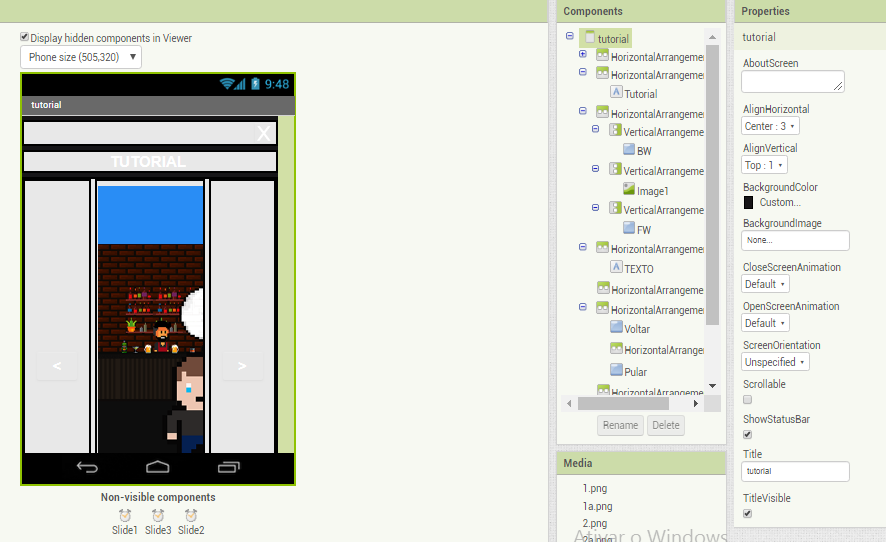 Display hidden components in Viewer
Phone size (505,320)
9:48
tutorial
X
TUTORIAL
<
>
Non-visible components
Slide1 Slide3 Slide2
Components
tutorial
HorizontalArrangeme
HorizontalArrangeme
Tutorial
HorizontalArrangeme
VerticalArrangeme
BW
VerticalArrangeme
Image1
VerticalArrangeme
FW
HorizontalArrangeme
TEXTO
HorizontalArrangeme
HorizontalArrangeme
Voltar
HorizontalArrange
Pular
HorizontalArrangeme
Rename Delete
Media
1.png
1a.png
2.png
2a.png
Ativar o Windows
Properties
tutorial
AboutScreen
AlignHorizontal
Center : 3
AlignVertical
Top : 1
BackgroundColor
Custom...
BackgroundImage
None...
CloseScreenAnimation
Default
OpenScreenAnimation
Default
ScreenOrientation
Unspecified
Scrollable
ShowStatusBar
Title
tutorial
TitleVisible